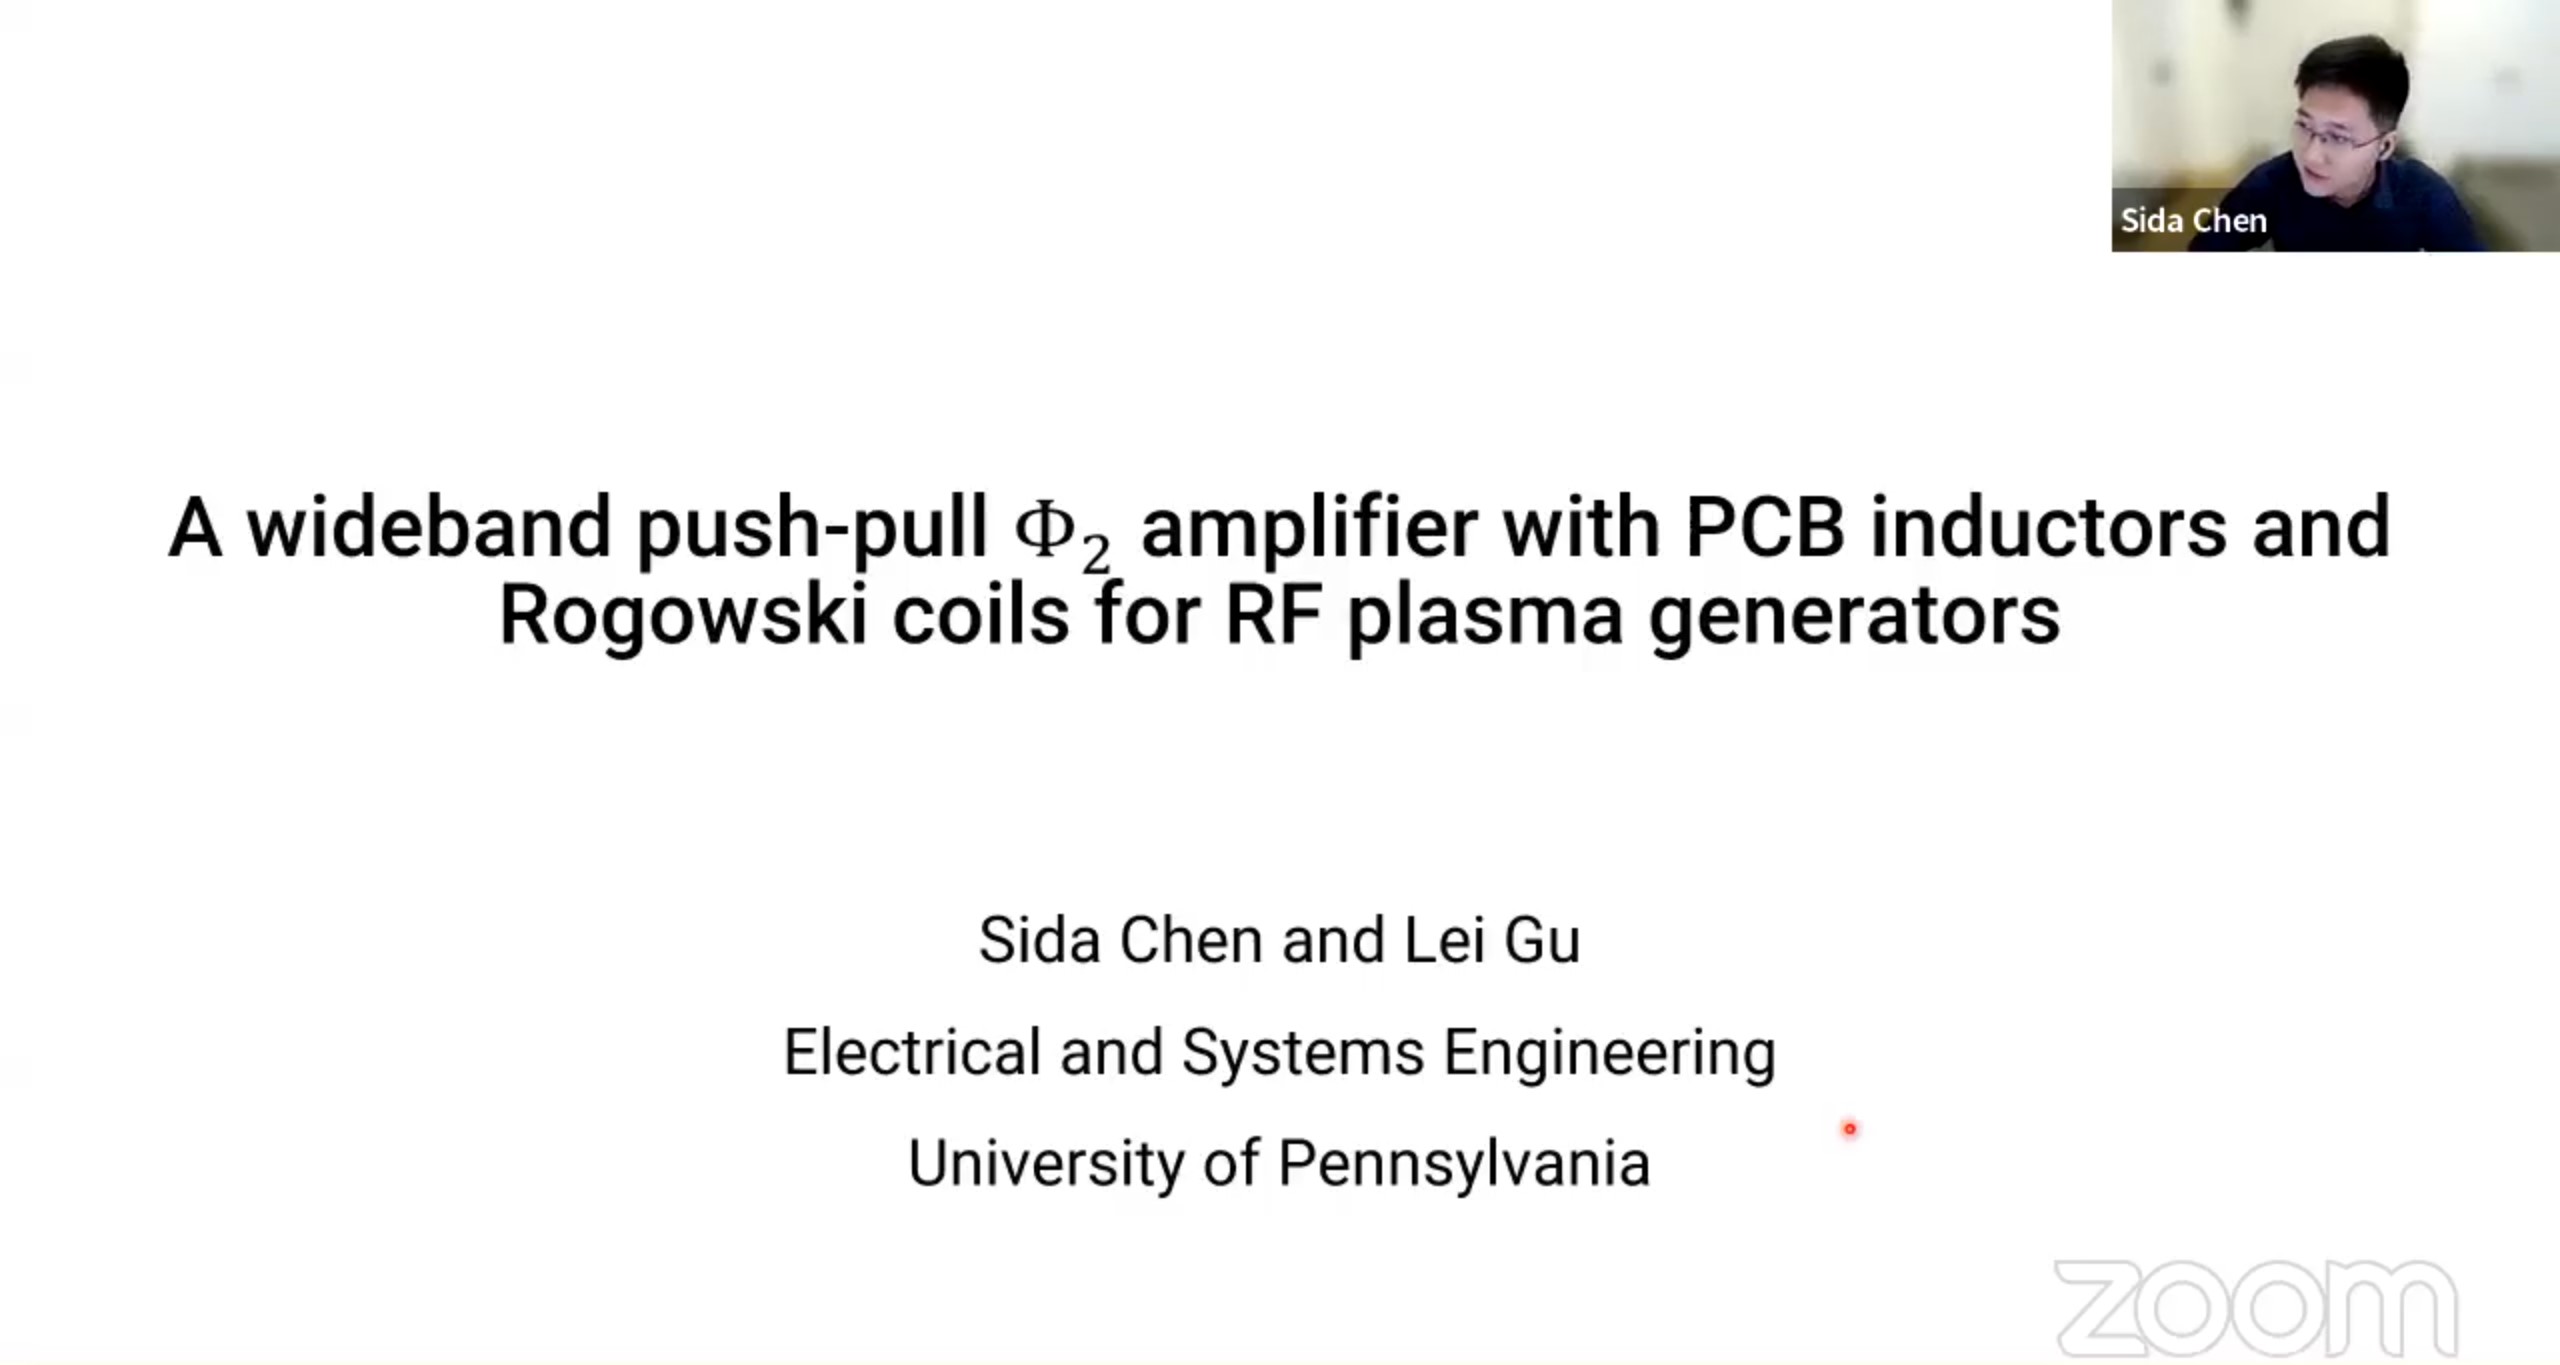 Sida Chen
A wideband push-pull Φ₂ amplifier with PCB inductors and
Rogowski coils for RF plasma generators
Sida Chen and Lei Gu
Electrical and Systems Engineering
University of Pennsylvania
zoom